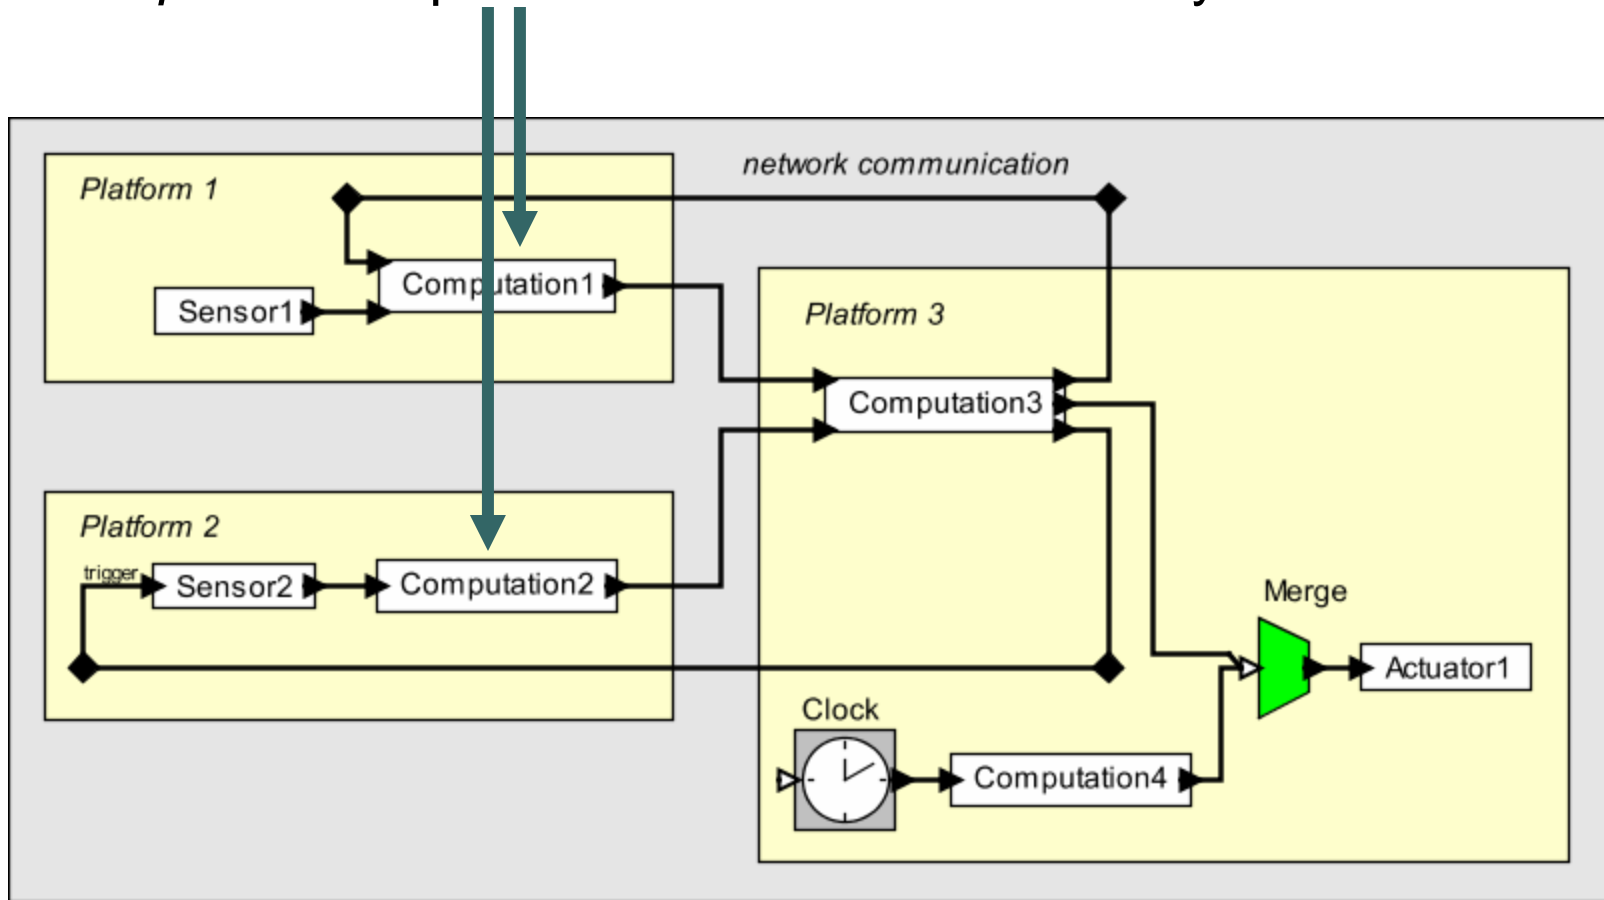 network communication
Platform 1
Computation1
Sensor1
Platform 3
Computation3
Platform 2
trigger
Sensor2
Computation2
Merge
Actuator1
Clock
Computation4